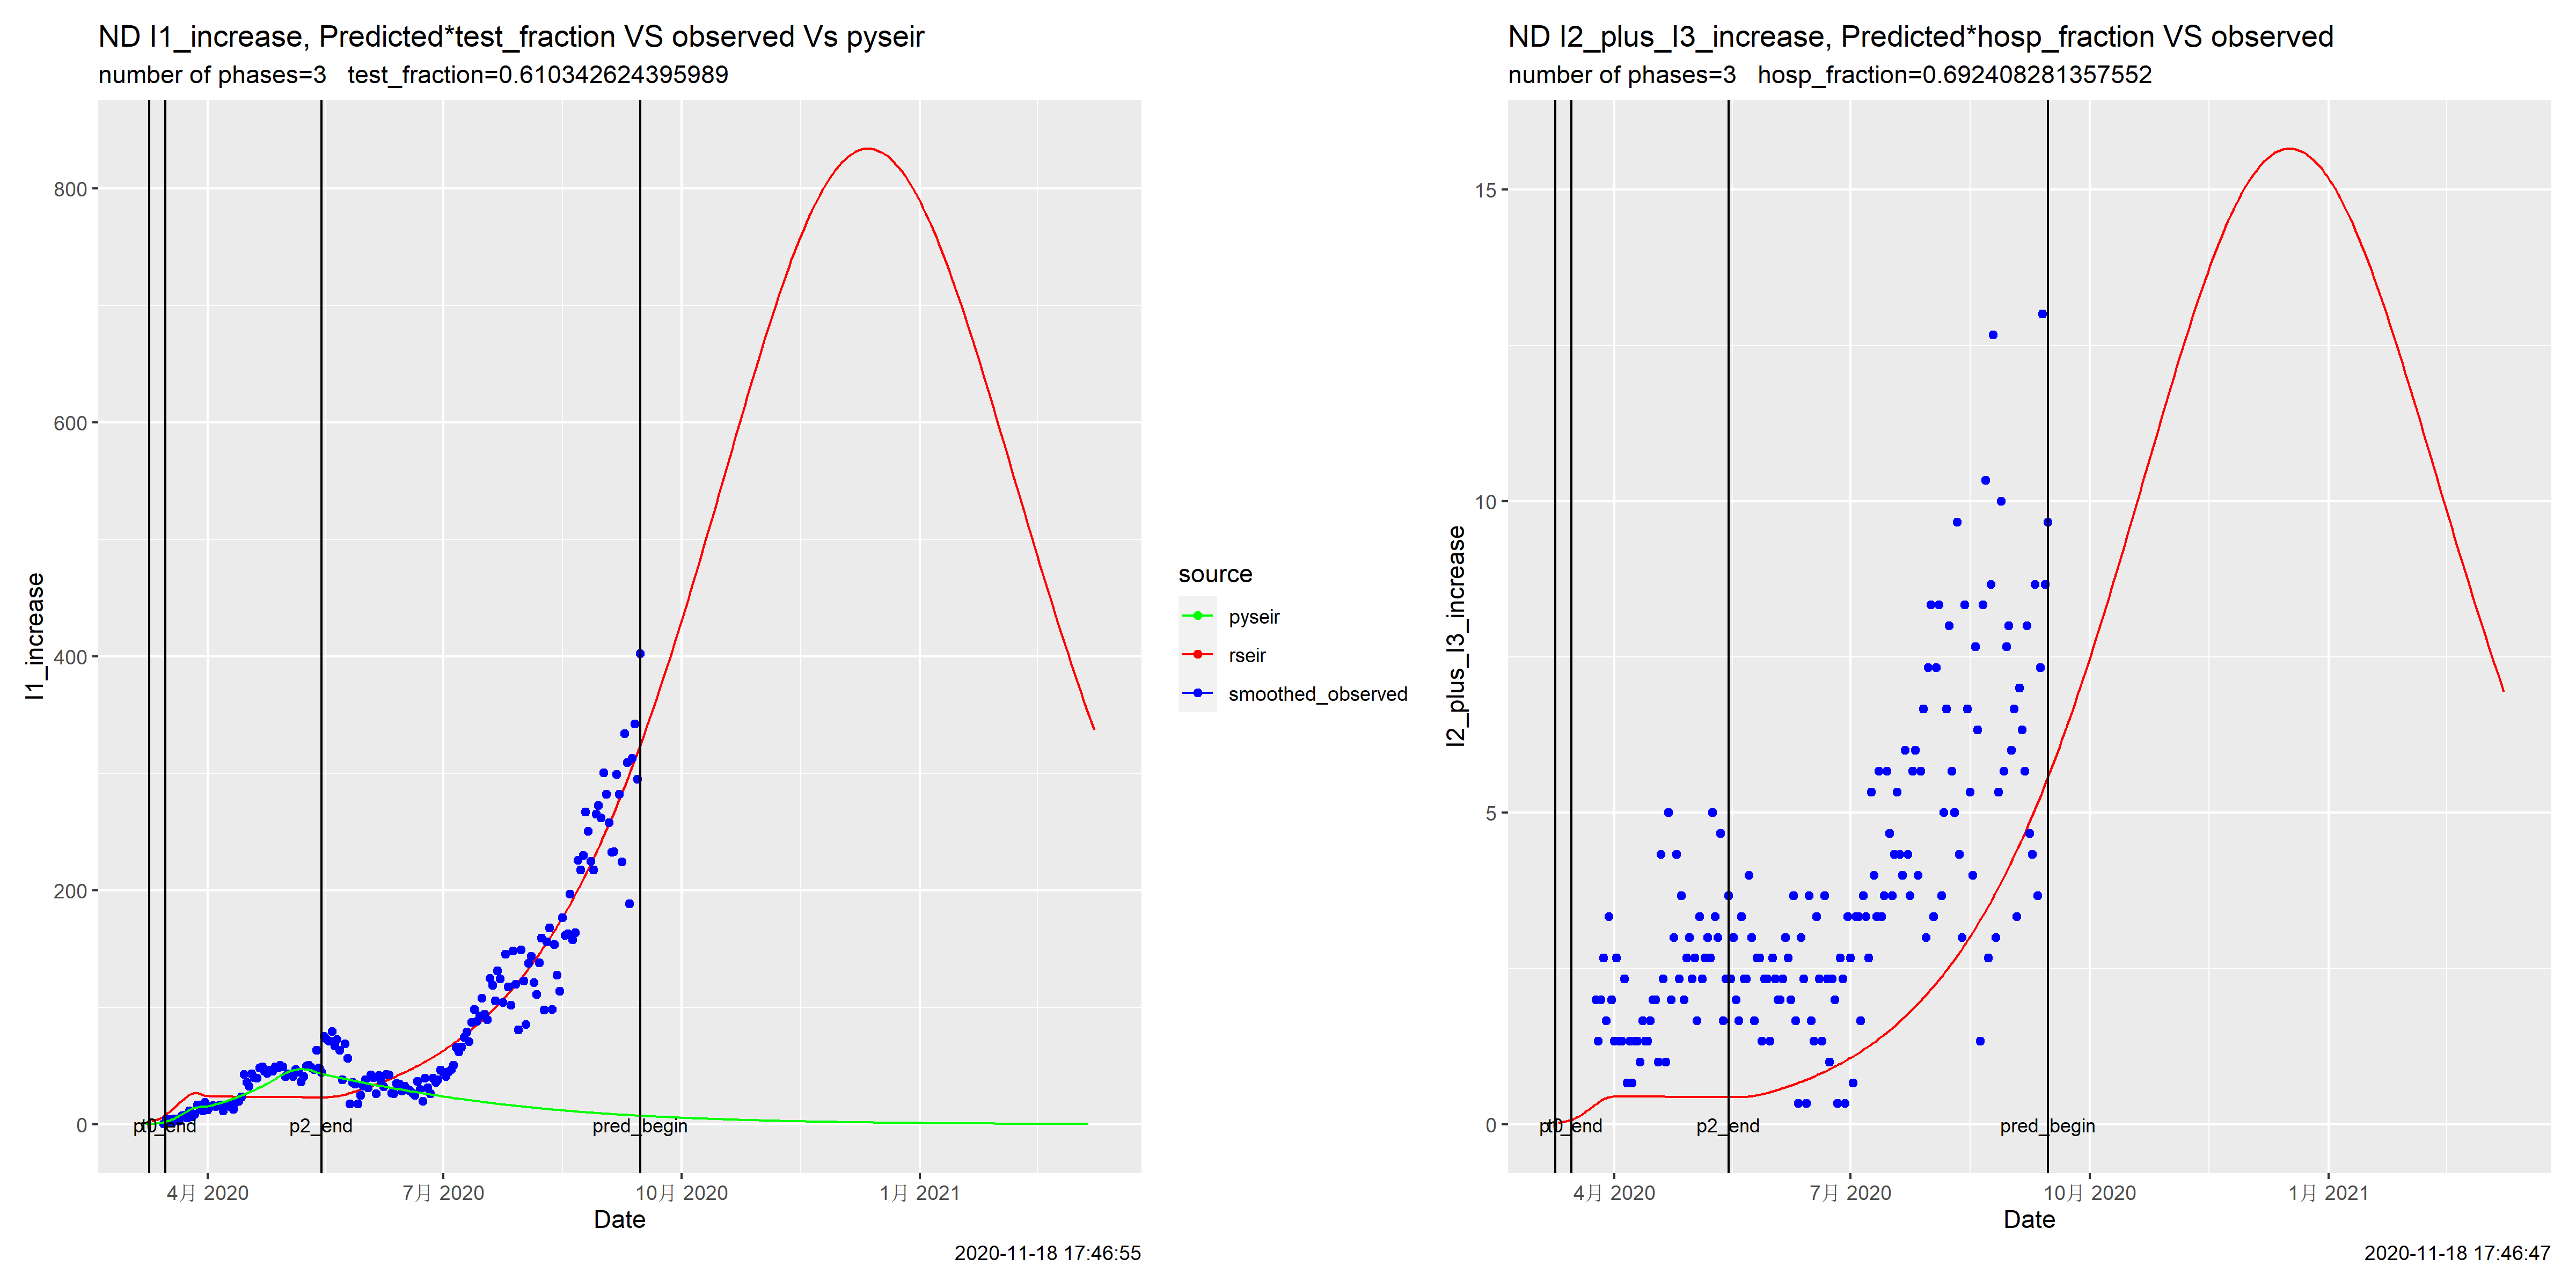 ND I1_increase, Predicted*test_fraction VS observed Vs pyseir
number of phases=3   test_fraction=0.610342624395989
I1_increase
800
600
400
200
0
p2_end
pred_begin
4月 2020
7月 2020
10月 2020
1月 2021
Date
2020-11-18 17:46:55
source
pyseir
rseir
smoothed_observed
ND I2_plus_I3_increase, Predicted*hosp_fraction VS observed
number of phases=3   hosp_fraction=0.692408281357552
I2_plus_I3_increase
15
10
5
0
p2_end
pred_begin
4月 2020
7月 2020
10月 2020
1月 2021
Date
2020-11-18 17:46:47